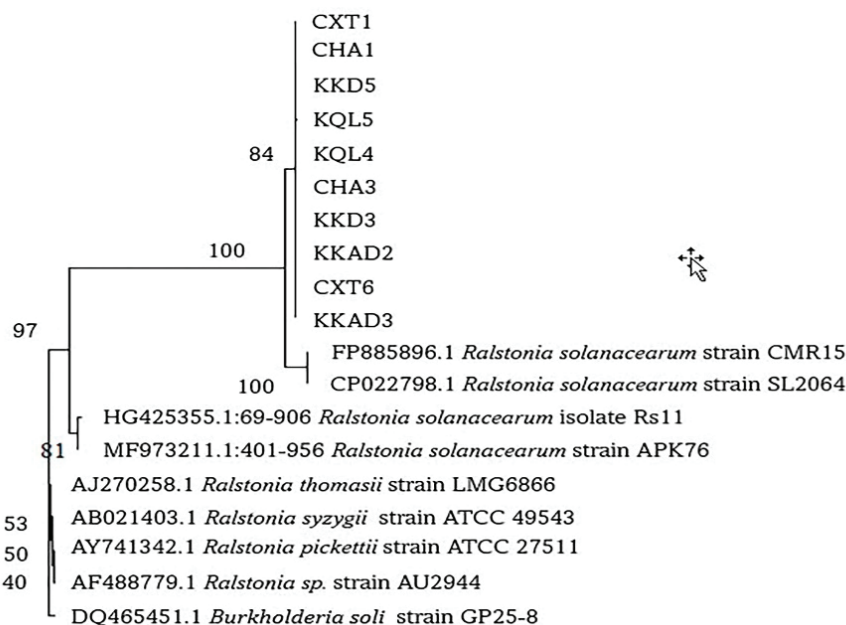 CXT1
CHA1
KKD5
KQL5
84 KQL4
CHA3
KKD3
100 KKAD2
CXT6
KKAD3
97
FP885896.1 Ralstonia solanacearum strain CMR15
100 CP022798.1 Ralstonia solanacearum strain SL2064
HG425355.1:69-906 Ralstonia solanacearum isolate Rs11
81 MF973211.1:401-956 Ralstonia solanacearum strain APK76
AJ270258.1 Ralstonia thomasii strain LMG6866
53 AB021403.1 Ralstonia syzygii strain ATCC 49543
50 AY741342.1 Ralstonia pickettii strain ATCC 27511
40 AF488779.1 Ralstonia sp. strain AU2944
DQ465451.1 Burkholderia soli strain GP25-8